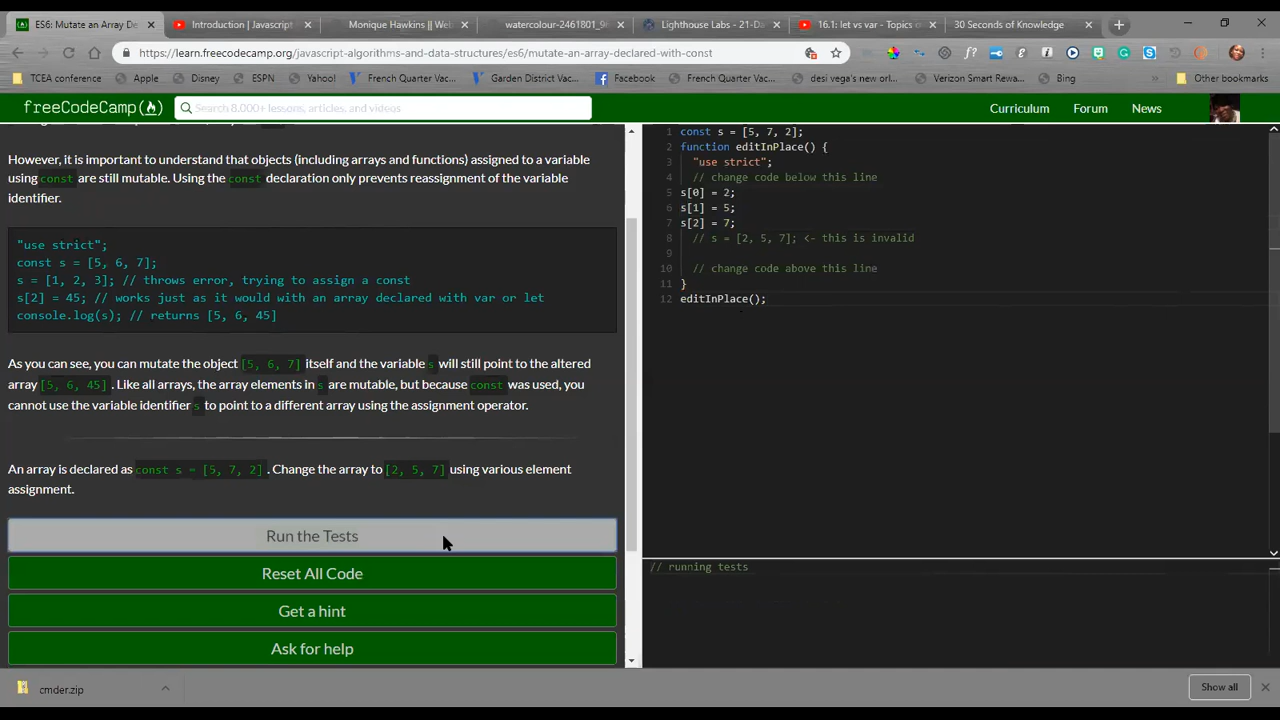 ES6: Mutate an Array De
Introduction | Javascript
Monique Hawkins || Web
watercolour-2461801_9
Lighthouse Labs - 21-Da
16.1: let vs var - Topics o
30 Seconds of Knowledge
https://learn.freecodecamp.org/javascript-algorithms-and-data-structures/es6/mutate-an-array-declared-with-const
TCEA conference
Apple
Disney
ESPN
Yahoo!
French Quarter Vac...
Garden District Vac...
Facebook
French Quarter Vac...
desi vega's new orl...
Verizon Smart Rewa...
Bing
»
Other bookmarks
freeCodeCamp
Search 8,000+ lessons, articles, and videos
Curriculum
Forum
News
However, it is important to understand that objects (including arrays and functions) assigned to a variable
using const are still mutable. Using the const declaration only prevents reassignment of the variable
identifier.
"use strict";
const s = [5, 6, 7];
s = [1, 2, 3]; // throws error, trying to assign a const
s[2] = 45; // works just as it would with an array declared with var or let
console.log(s); // returns [5, 6, 45]
As you can see, you can mutate the object [5, 6, 7] itself and the variable s will still point to the altered
array [5, 6, 45]. Like all arrays, the array elements in s are mutable, but because const was used, you
cannot use the variable identifier s to point to a different array using the assignment operator.
An array is declared as const s = [5, 7, 2]. Change the array to [2, 5, 7] using various element
assignment.
Run the Tests
Reset All Code
Get a hint
Ask for help
1 const s = [5, 7, 2];
2 function editInPlace() {
3 "use strict";
4 // change code below this line
5 s[0] = 2;
6 s[1] = 5;
7 s[2] = 7;
8 // s = [2, 5, 7]; <- this is invalid
9
10 // change code above this line
11 }
12 editInPlace();
// running tests
cmder.zip
Show all